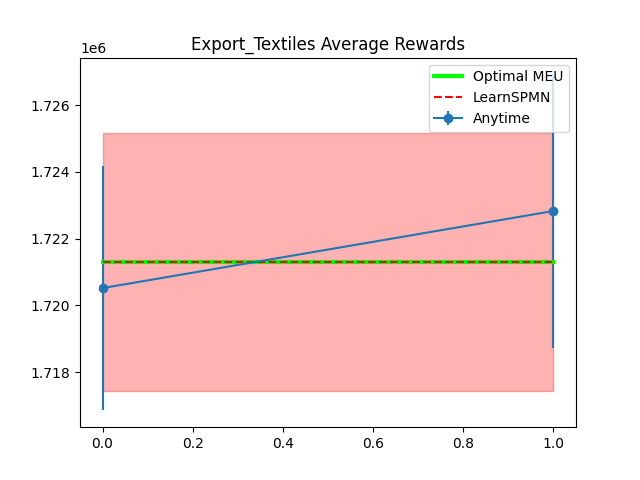 Export_Textiles Average Rewards
1e6
Optimal MEU
LearnSPMN
Anytime
1.726
1.724
1.722
1.720
1.718
0.0 0.2 0.4 0.6 0.8 1.0